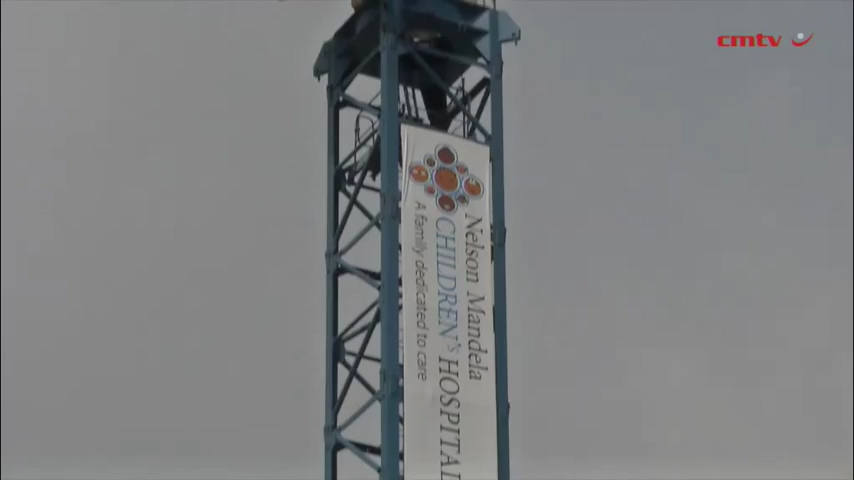 cmtv
Nelson Mandela
CHILDREN'S HOSPITAL
A family dedicated to care